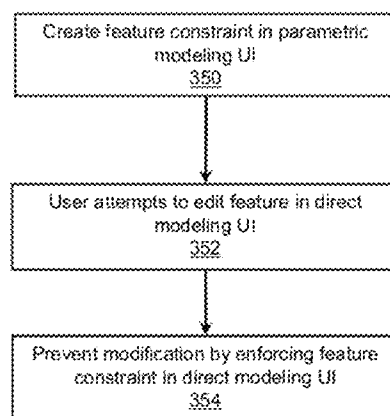 Create feature constraint in parametric
modeling UI
350
User attempts to edit feature in direct
modeling UI
352
Prevent modification by enforcing feature
constraint in direct modeling UI
354